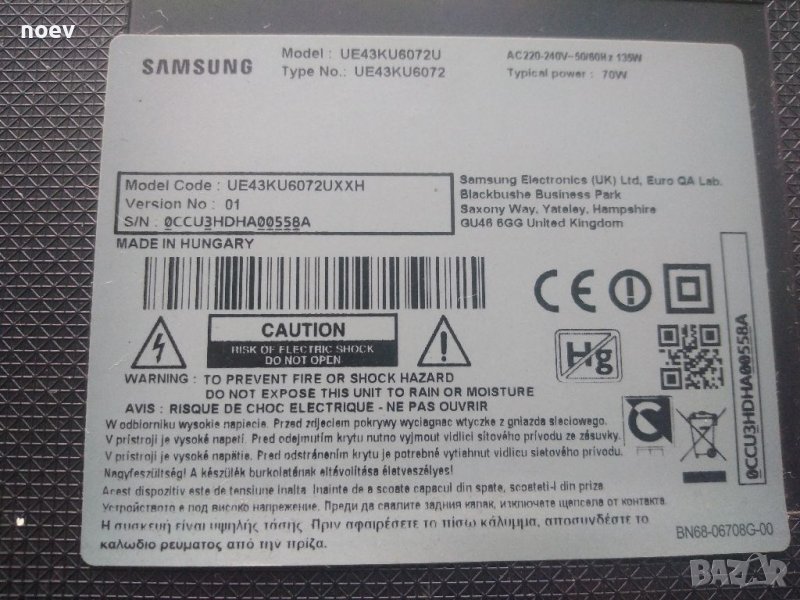 noev
SAMSUNG
Model : UE43KU6072U
Type No.: UE43KU6072
AC220-240V~50/60Hz 135W
Typical power : 70W
Model Code : UE43KU6072UXXH
Version No : 01
S/N : 0CCU3HDHA00558A
MADE IN HUNGARY
Samsung Electronics (UK) Ltd, Euro QA Lab.
Blackbushe Business Park
Saxony Way, Yateley, Hampshire
GU46 6GG United Kingdom
CE
Hg
CAUTION
RISK OF ELECTRIC SHOCK
DO NOT OPEN
WARNING : TO PREVENT FIRE OR SHOCK HAZARD
DO NOT EXPOSE THIS UNIT TO RAIN OR MOISTURE
AVIS : RISQUE DE CHOC ELECTRIQUE - NE PAS OUVRIR
W odbiorniku wysokie napiecie. Przed zdjeciem pokrywy wyciagnac wtyczke z gniazda sieciowego.
V prístroji je vysoké napetí. Pred odejmutím krytu nutno vyjmout vidlici sítového prívodu ze zásuvky.
V prístroji je vysoké napätie. Pred odstránením krytu je potrebné vytiahnut vidlicu sietového prívodu.
Nagyfeszültség! A készülék burkolatának eltávolítása életveszélyes!
Acest dispozitiv este de tensiune inalta. Inainte de a scoate capacul din spate, scoateti-l din priza.
Устройството е под високо напрежение. Преди да свалите задния капак, изключете щепсела от контакта.
Η συσκευή είναι υψηλής τάσης. Πριν αφαιρέσετε το πίσω κάλυμμα, αποσυνδέστε το
καλωδιο ρευματος από την πρίζα.
0CCU3HDHA00558A
BN68-06708G-00
BAZAR